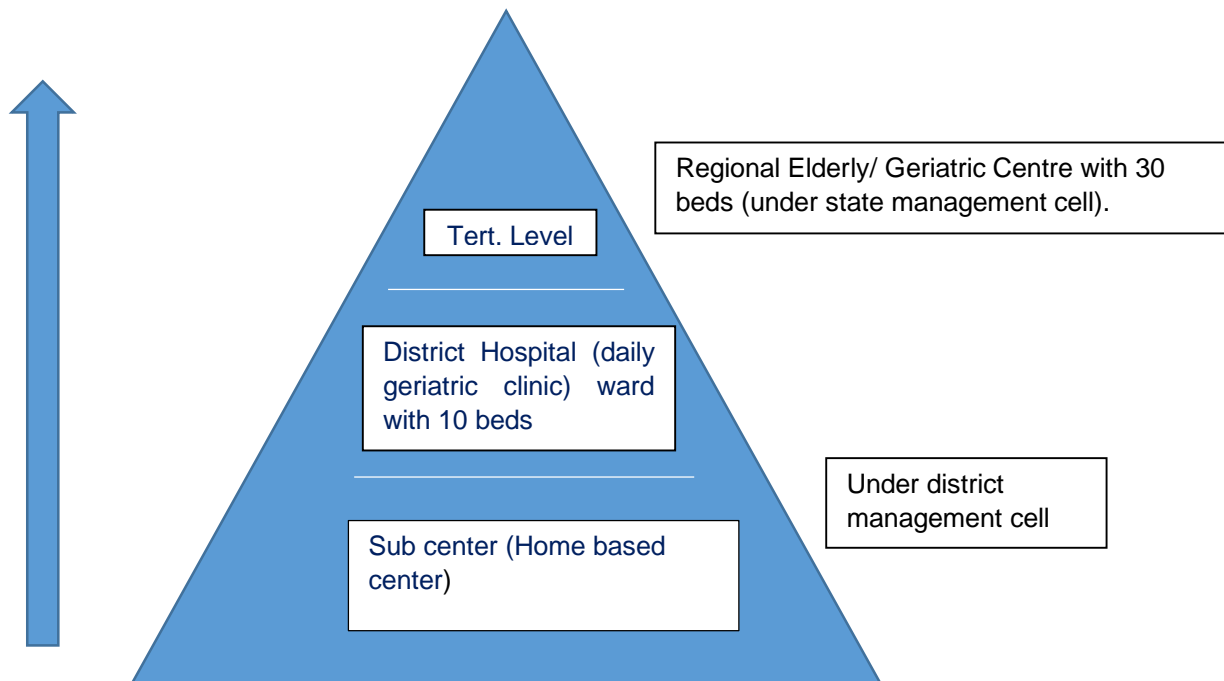 Regional Elderly/ Geriatric Centre with 30
beds (under state management cell).
Tert. Level
District Hospital (daily
geriatric clinic) ward
with 10 beds
Under district
management cell
Sub center (Home based
center)